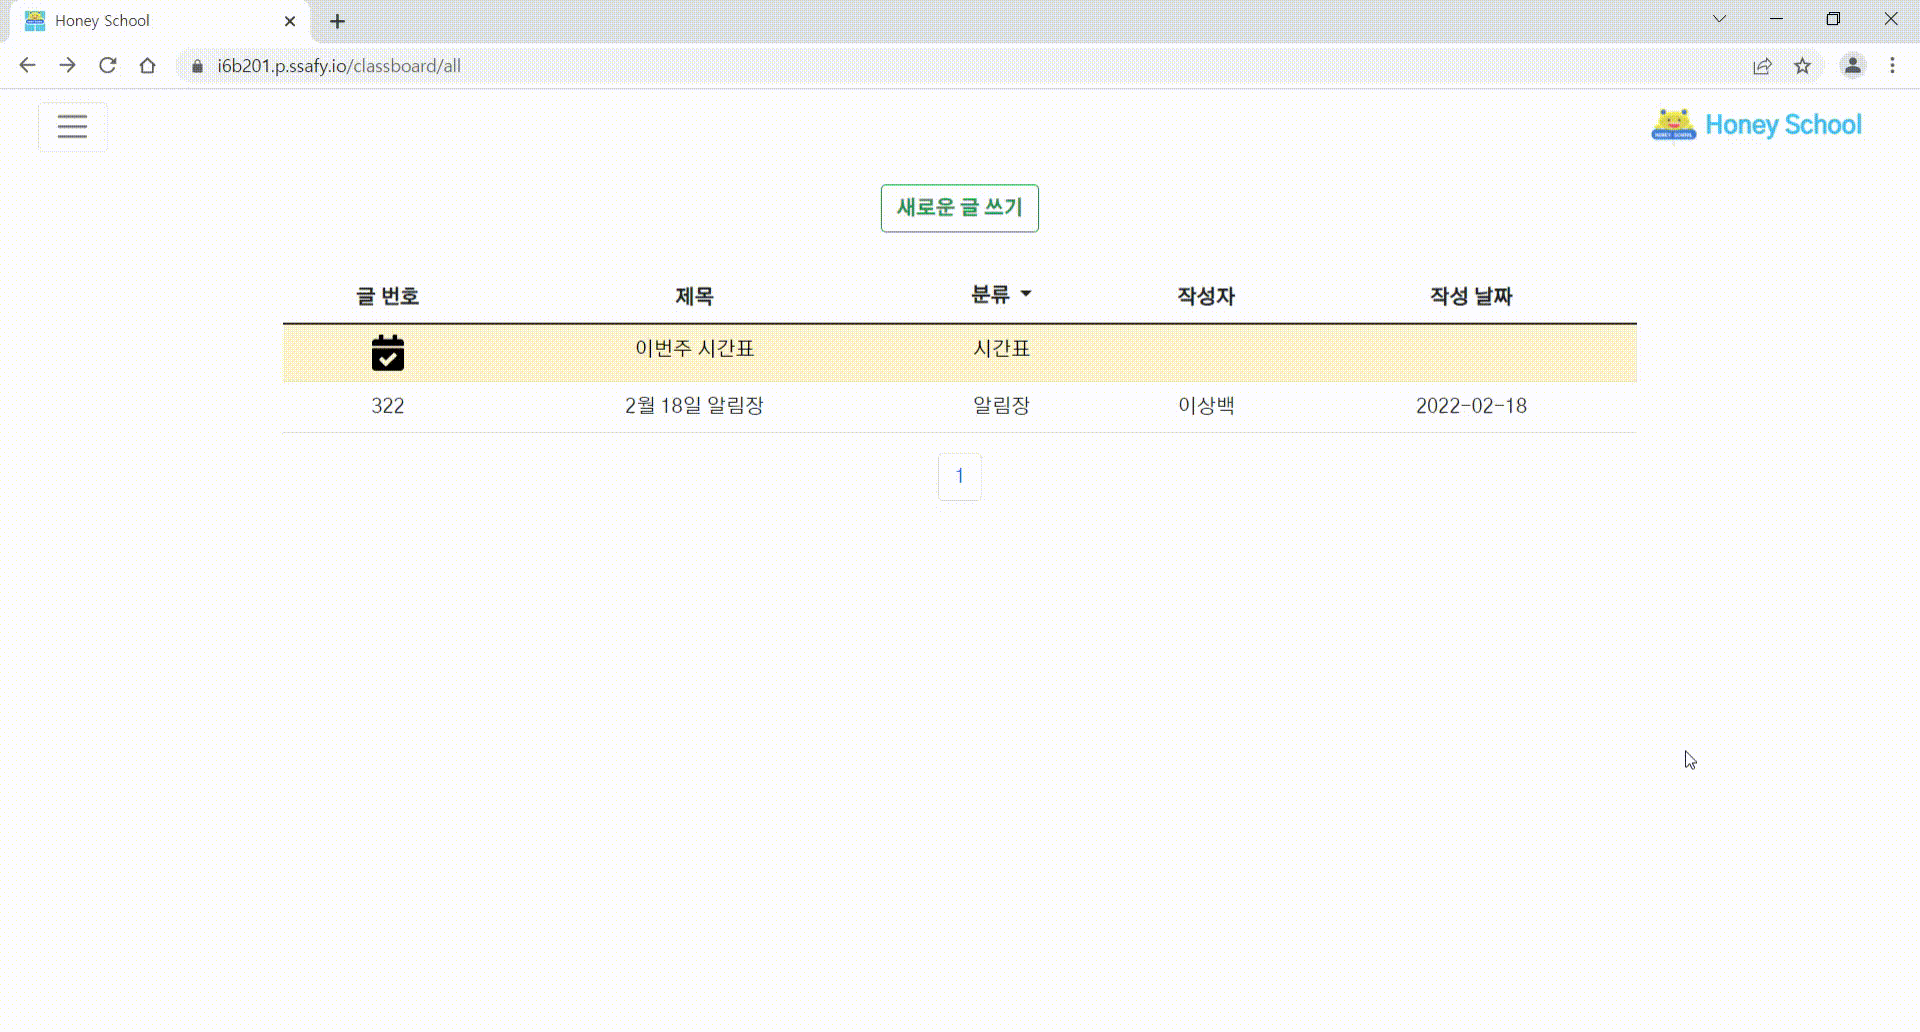 Honey School
i6b201.p.ssafy.io/classboard/all
HONEY SCHOOL Honey School
새로운 글 쓰기
글 번호 제목 분류 작성자 작성 날짜
이번주 시간표 시간표
322 2월 18일 알림장 알림장 이상백 2022-02-18
1